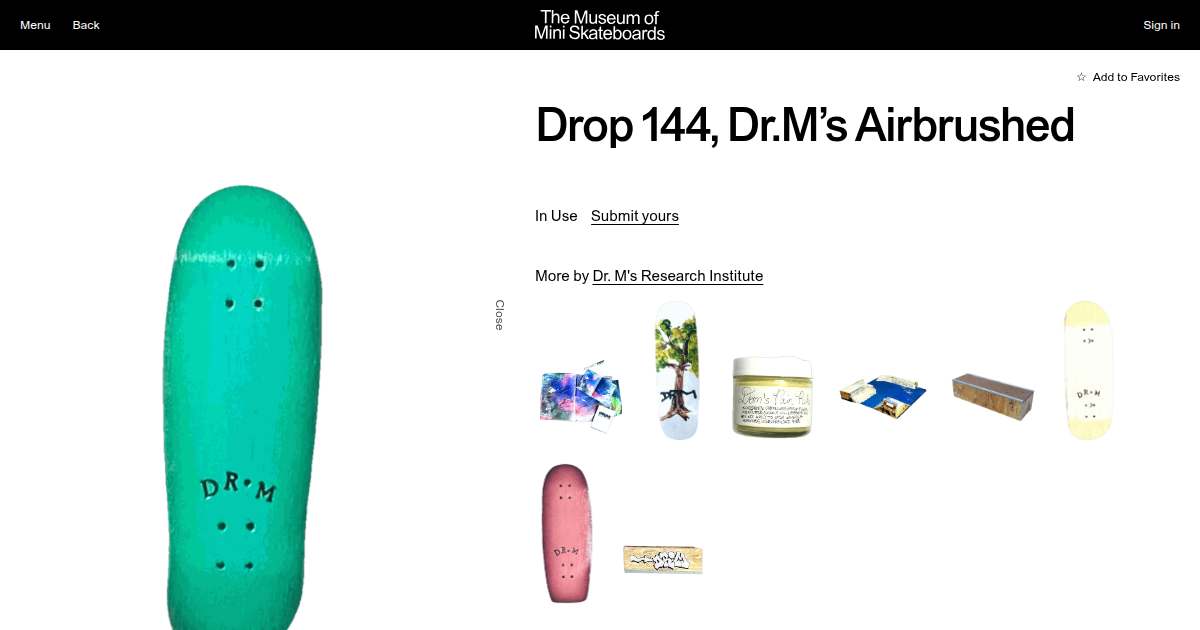 Menu
Back
The Museum of
Mini Skateboards
Sign in
☆ Add to Favorites
Drop 144, Dr.M’s Airbrushed
In Use Submit yours
More by Dr. M's Research Institute
Close
DR•M
DR•M
DR•M